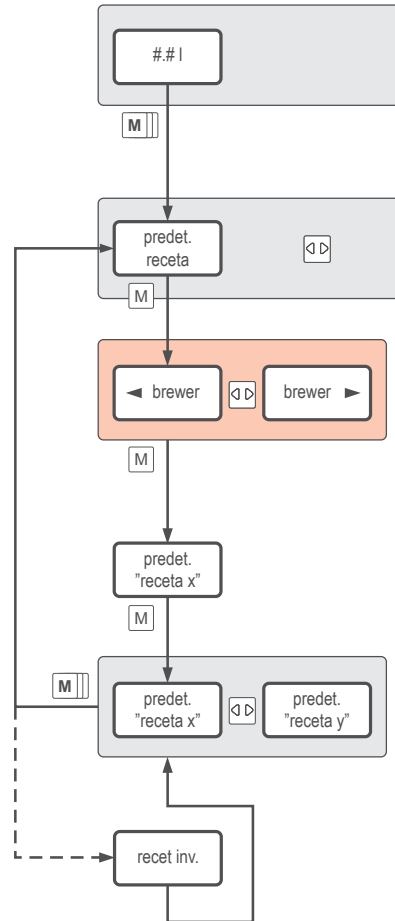 #.# l
M
predet.
receta
M
◄ brewer
brewer ►
M
predet.
”receta x”
M
M
predet.
”receta x”
predet.
”receta y”
recet inv.